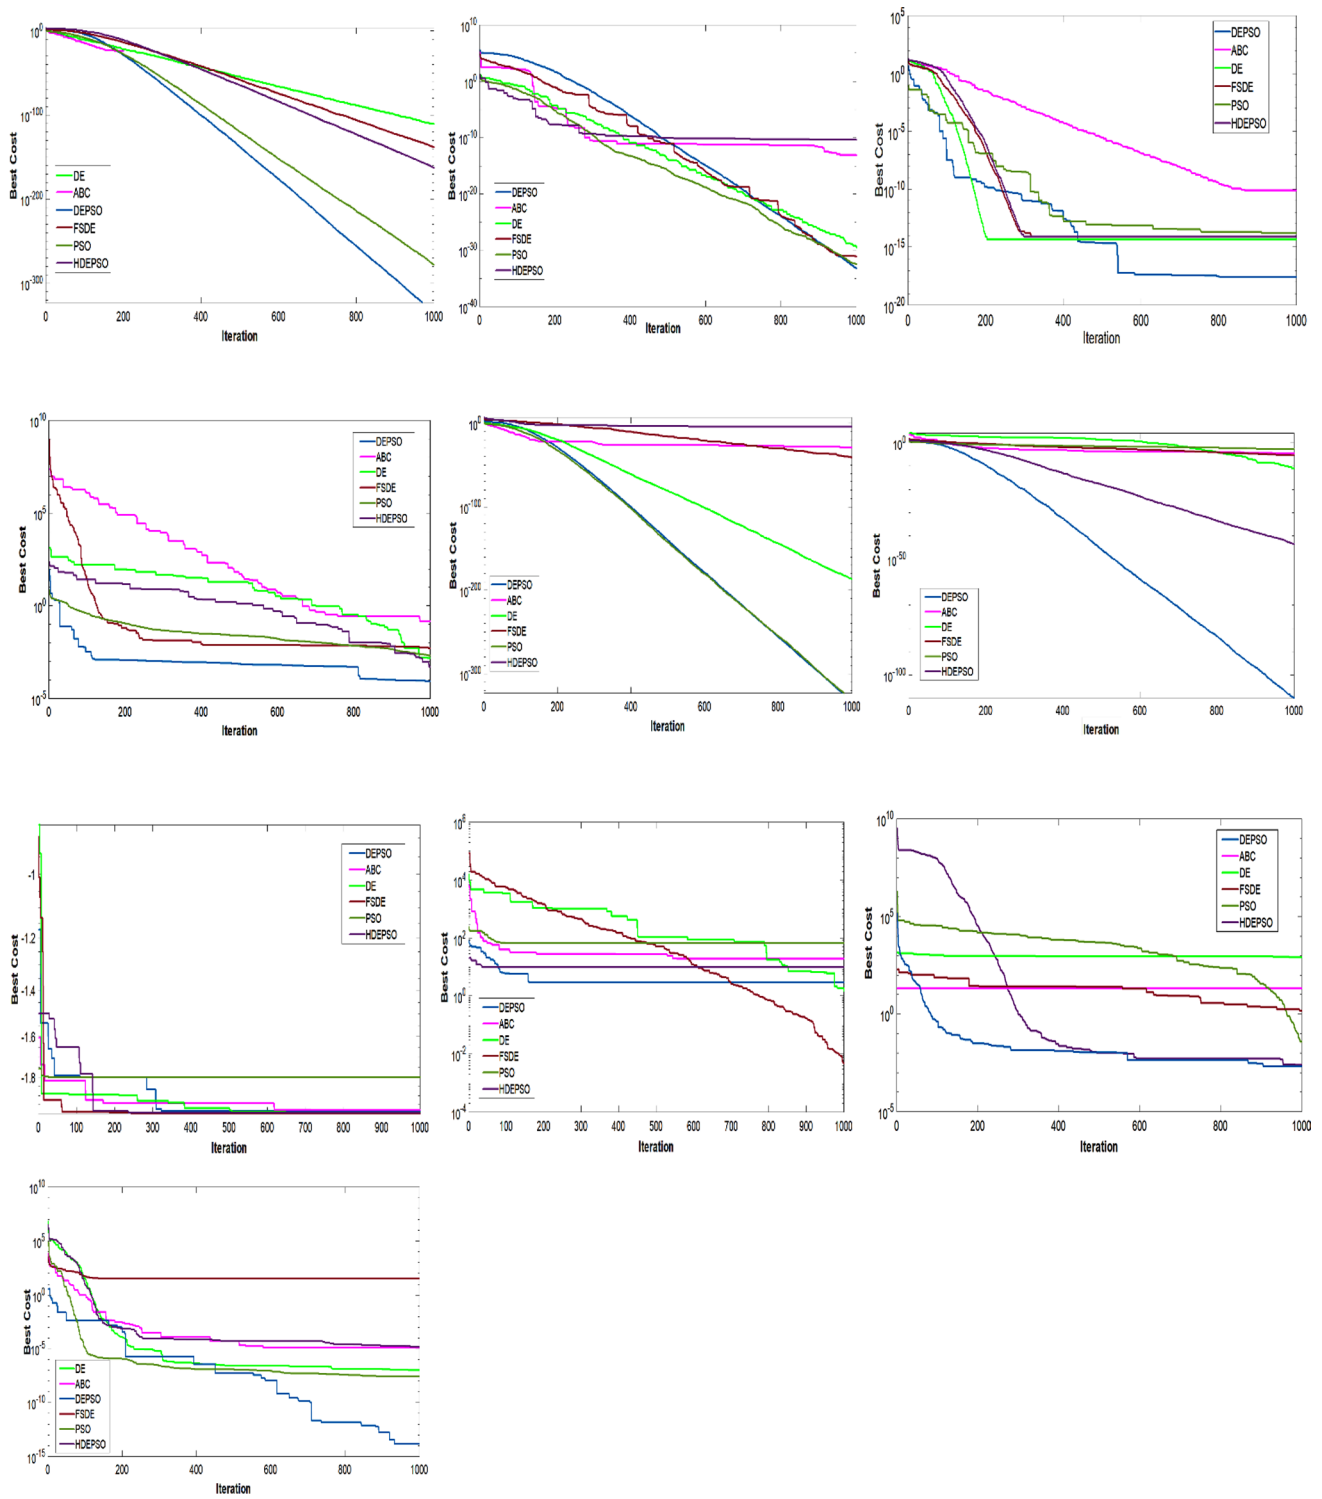 10^0
10^-100
10^-200
10^-300
Best Cost
DE
ABC
DEPSO
FSDE
PSO
HDEPSO
0 200 400 600 800 1000
Iteration
10^10
10^0
10^-10
10^-20
10^-30
10^-40
Best Cost
DEPSO
ABC
DE
FSDE
PSO
HDEPSO
0 200 400 600 800 1000
Iteration
10^5
10^0
10^-5
10^-10
10^-15
10^-20
Best Cost
DEPSO
ABC
DE
FSDE
PSO
HDEPSO
0 200 400 600 800 1000
Iteration
10^10
10^5
10^0
10^-5
Best Cost
DEPSO
ABC
DE
FSDE
PSO
HDEPSO
0 200 400 600 800 1000
Iteration
10^0
10^-100
10^-200
10^-300
Best Cost
DEPSO
ABC
DE
FSDE
PSO
HDEPSO
0 200 400 600 800 1000
Iteration
10^0
10^-50
10^-100
Best Cost
DEPSO
ABC
DE
FSDE
PSO
HDEPSO
0 200 400 600 800 1000
Iteration
-1
-1.2
-1.4
-1.6
-1.8
Best Cost
DEPSO
ABC
DE
FSDE
PSO
HDEPSO
0 100 200 300 400 500 600 700 800 900 1000
Iteration
10^6
10^4
10^2
10^0
10^-2
10^-4
Best Cost
DEPSO
ABC
DE
FSDE
PSO
HDEPSO
0 100 200 300 400 500 600 700 800 900 1000
Iteration
10^10
10^5
10^0
10^-5
Best Cost
DEPSO
ABC
DE
FSDE
PSO
HDEPSO
0 200 400 600 800 1000
Iteration
10^10
10^5
10^0
10^-5
10^-10
10^-15
Best Cost
DE
ABC
DEPSO
FSDE
PSO
HDEPSO
0 200 400 600 800 1000
Iteration